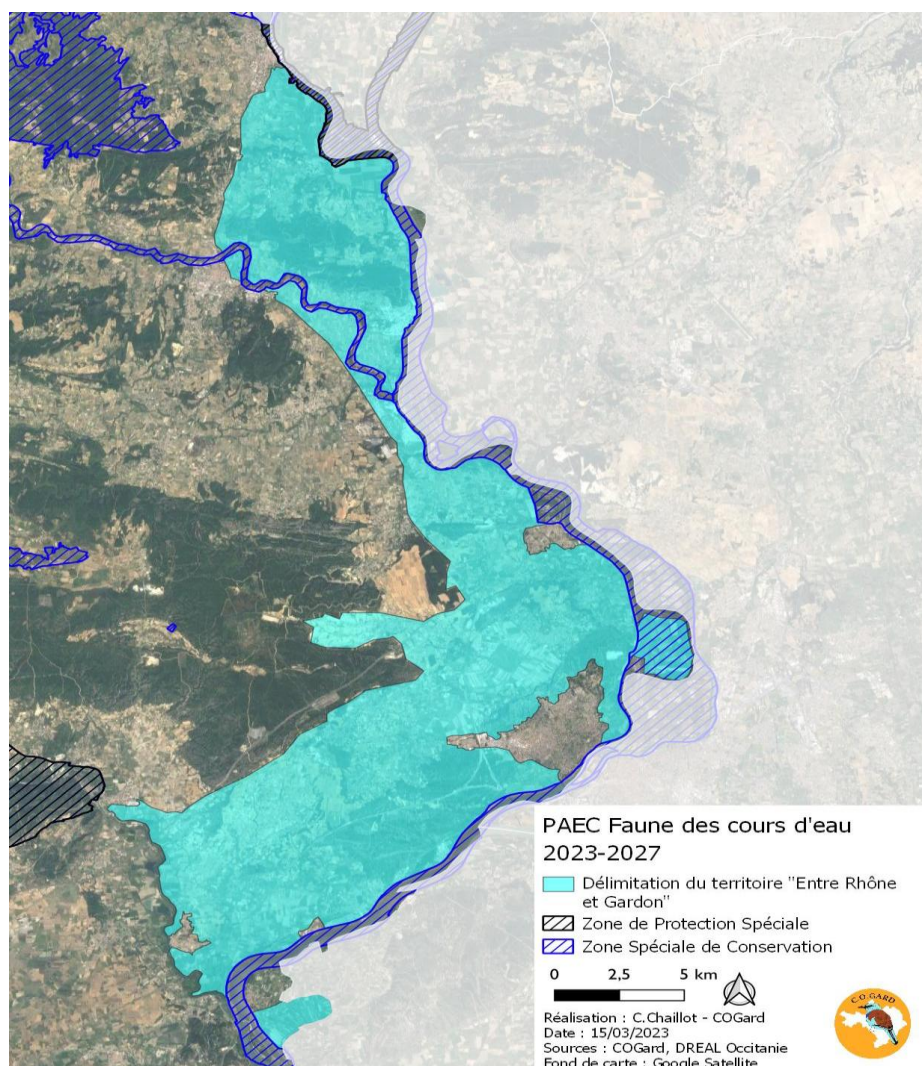 PAEC Faune des cours d'eau
2023-2027
Délimitation du territoire "Entre Rhône
et Gardon"
Zone de Protection Spéciale
Zone Spéciale de Conservation
0 2,5 5 km
Réalisation : C.Chaillot - COGard
Date : 15/03/2023
Sources : COGard, DREAL Occitanie
Fond de carte : Google Satellite
C.O.GARD